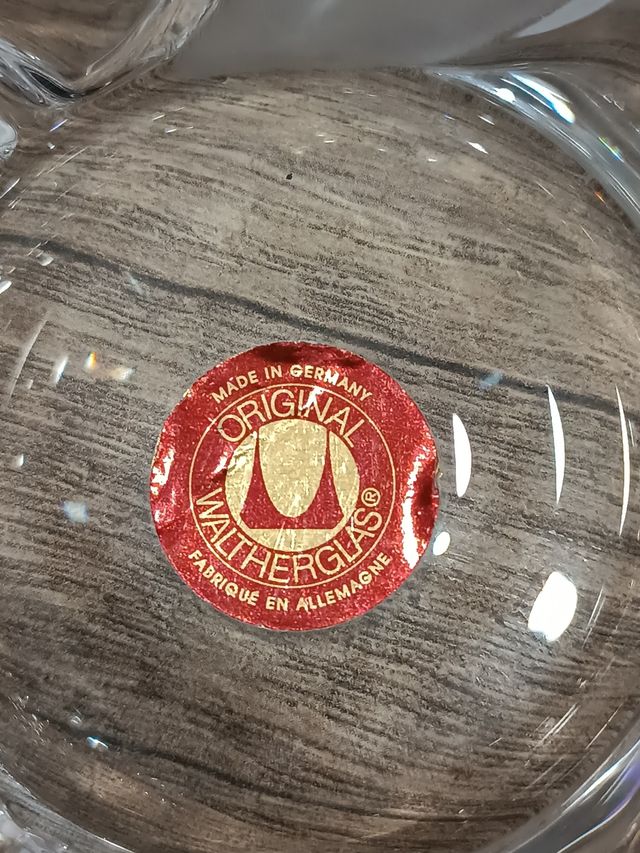 MADE IN GERMANY
ORIGINAL
WALTHERGLAS®
FABRIQUÉ EN ALLEMAGNE